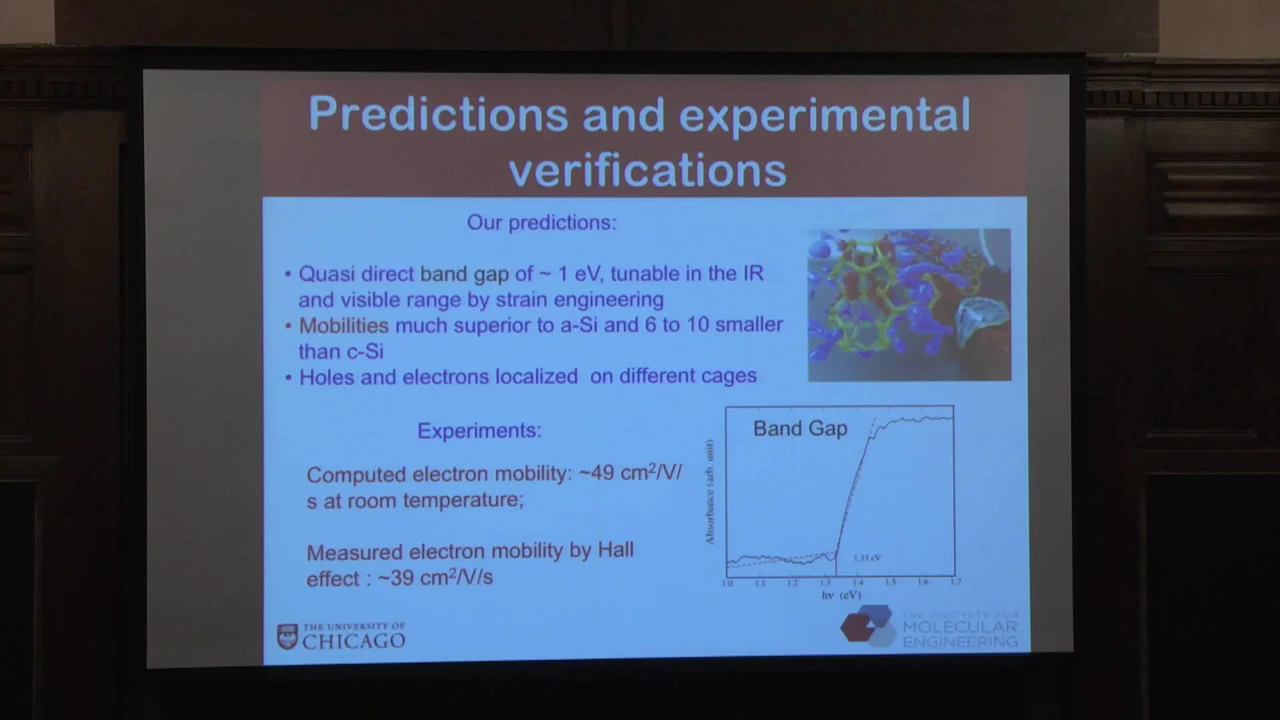 Predictions and experimental
verifications
Our predictions:
• Quasi direct band gap of ~ 1 eV, tunable in the IR
and visible range by strain engineering
• Mobilities much superior to a-Si and 6 to 10 smaller
than c-Si
• Holes and electrons localized on different cages
Experiments:
Computed electron mobility: ~49 cm²/V/
s at room temperature;
Measured electron mobility by Hall
effect : ~39 cm²/V/s
Band Gap
Absorbance (arb. unit)
1.0 1.1 1.2 1.3 1.4 1.5 1.6 1.7
hν (eV)
THE UNIVERSITY OF
CHICAGO
THE INSTITUTE FOR
MOLECULAR
ENGINEERING